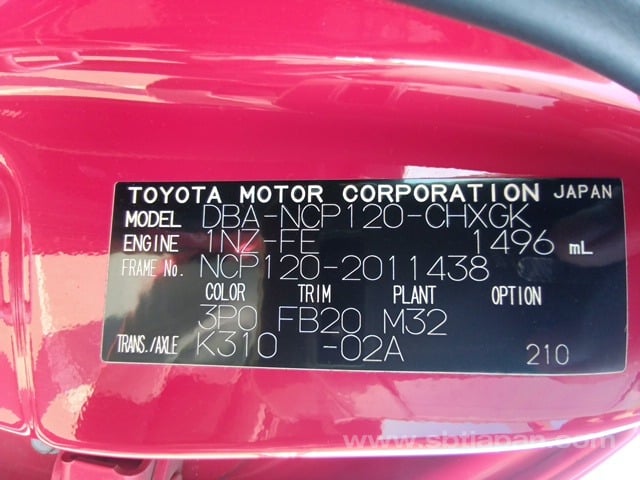 TOYOTA MOTOR CORPORATION JAPAN
MODEL DBA-NCP120-CHXGK
ENGINE 1NZ-FE 1496 mL
FRAME No. NCP120-2011438
COLOR TRIM PLANT OPTION
3P0 FB20 M32
TRANS./AXLE K310 -02A 210
www.sbtjapan.com